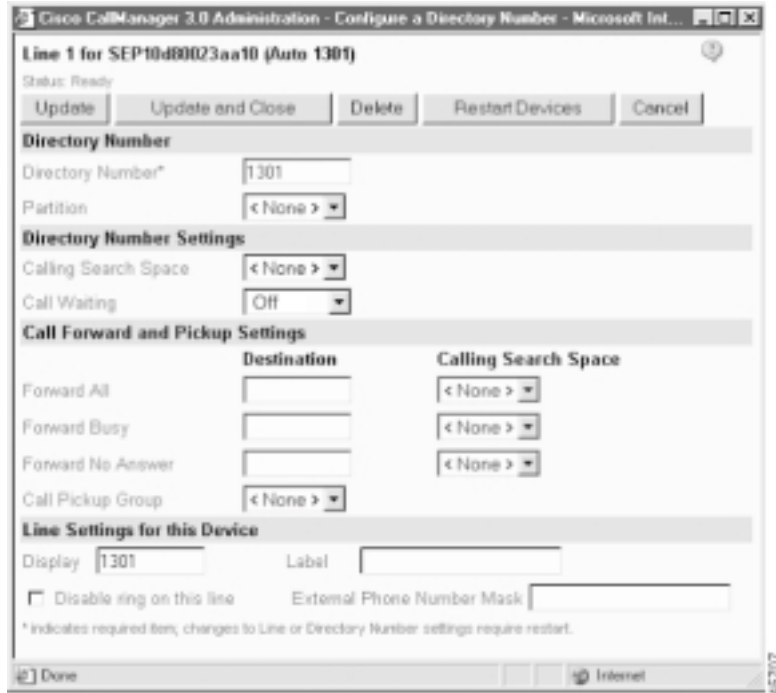 Cisco CallManager 3.0 Administration - Configure a Directory Number - Microsoft Int...
Line 1 for SEP10d80023aa10 (Auto 1301)
Status: Ready
Update Update and Close Delete Restart Devices Cancel
Directory Number
Directory Number* 1301
Partition < None >
Directory Number Settings
Calling Search Space < None >
Call Waiting Off
Call Forward and Pickup Settings
Destination Calling Search Space
Forward All < None >
Forward Busy < None >
Forward No Answer < None >
Call Pickup Group < None >
Line Settings for this Device
Display 1301 Label
Disable ring on this line External Phone Number Mask
* indicates required item; changes to Line or Directory Number settings require restart.
Done Internet